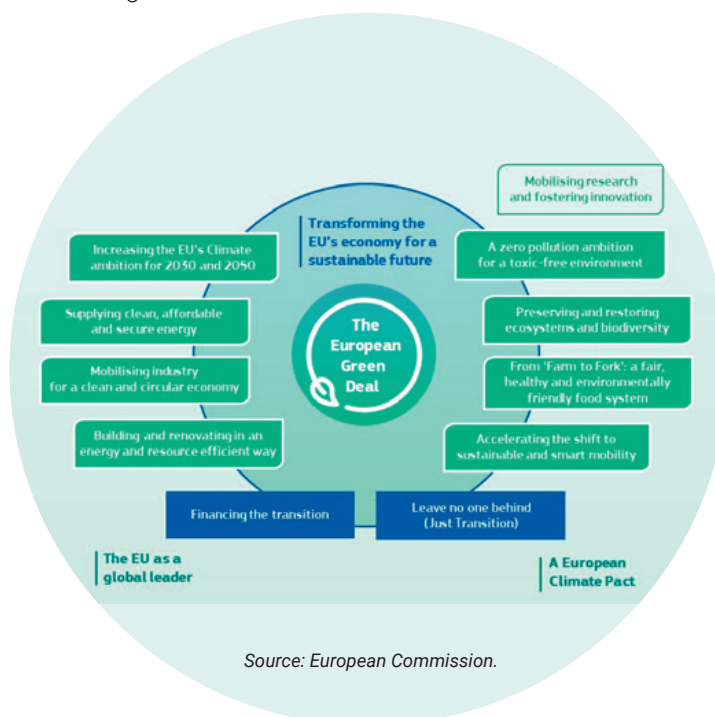 Mobilising research
and fostering innovation
Transforming the
EU's economy for a
sustainable future
Increasing the EU's Climate
ambition for 2030 and 2050
A zero pollution ambition
for a toxic-free environment
Supplying clean, affordable
and secure energy
Preserving and restoring
ecosystems and biodiversity
The
European
Green
Deal
Mobilising industry
for a clean and circular economy
From 'Farm to Fork': a fair,
healthy and environmentally
friendly food system
Building and renovating in an
energy and resource efficient way
Accelerating the shift to
sustainable and smart mobility
Financing the transition
Leave no one behind
(Just Transition)
The EU as a
global leader
A European
Climate Pact
Source: European Commission.